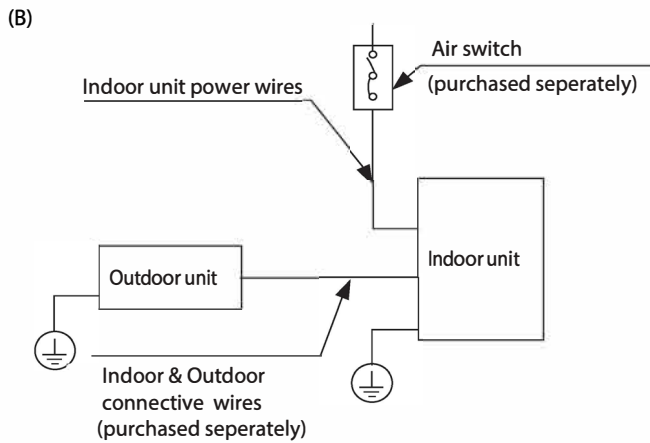 (B)
Air switch
(purchased seperately)
Indoor unit power wires
Indoor unit
Outdoor unit
Indoor & Outdoor
connective wires
(purchased seperately)